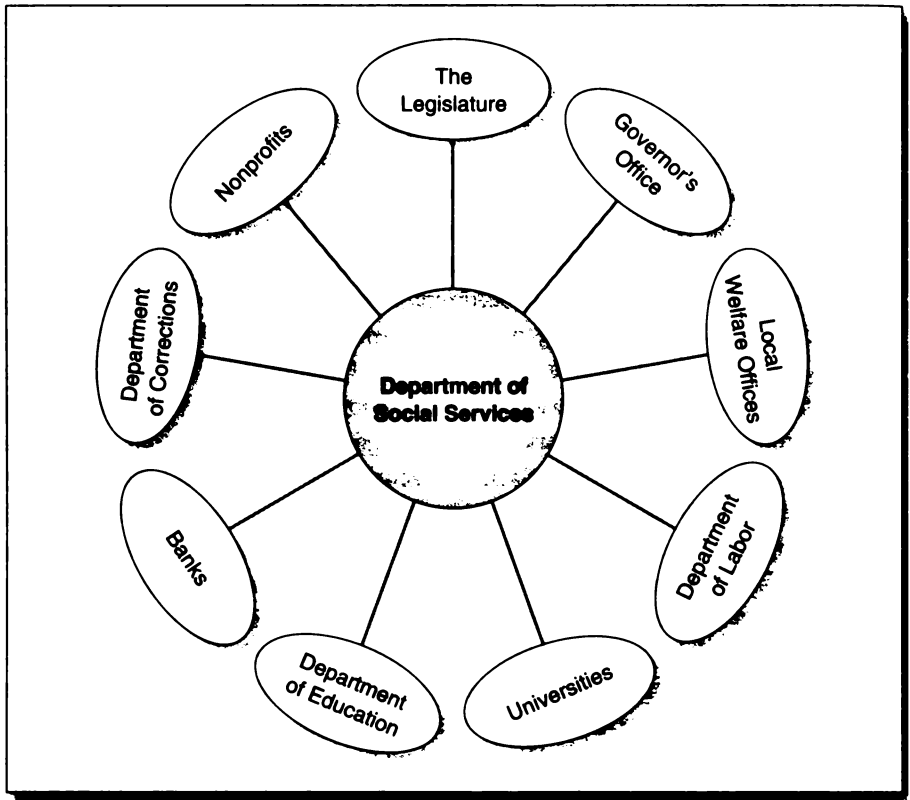 The
Legislature
Governor's
Office
Local
Welfare Offices
Department
of Labor
Universities
Department
of Education
Banks
Department
of Corrections
Nonprofits
Department of
Social Services